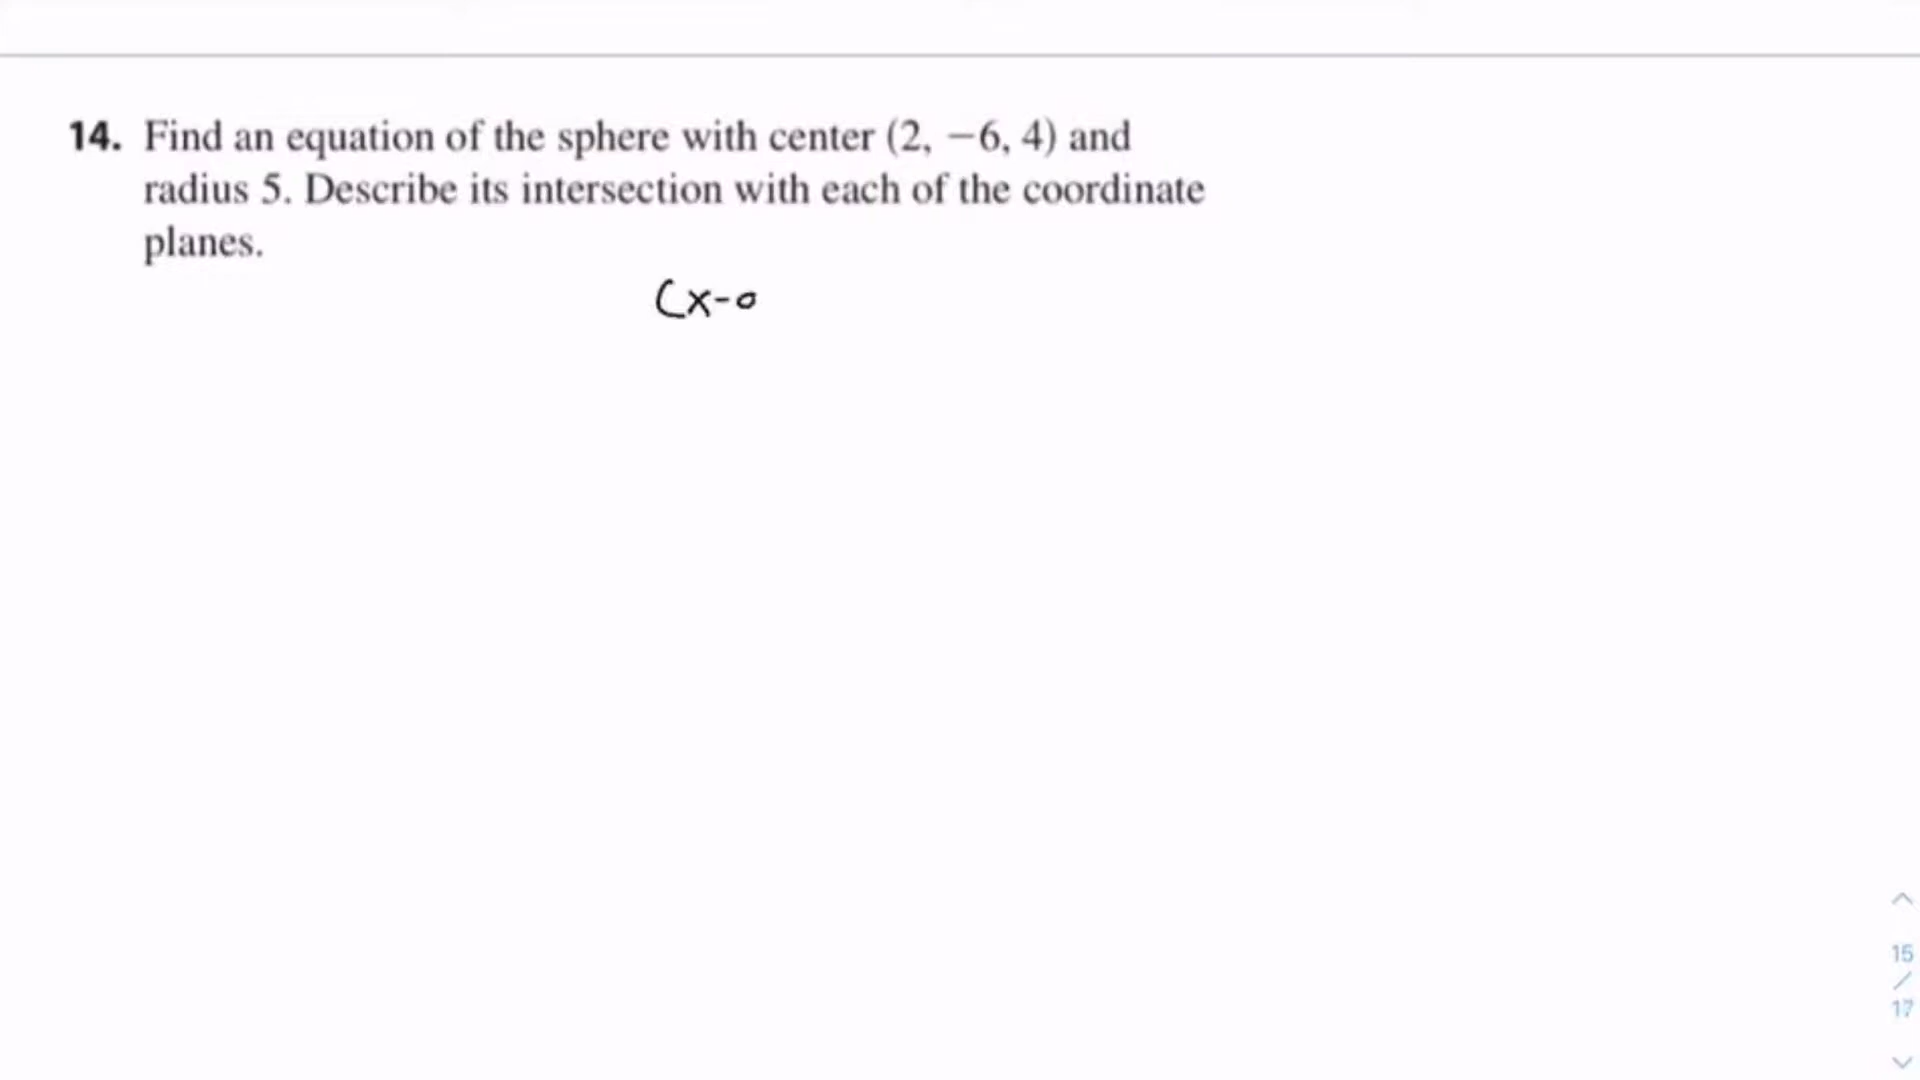 14. Find an equation of the sphere with center (2, −6, 4) and
radius 5. Describe its intersection with each of the coordinate
planes.
(x-a
15
/
17